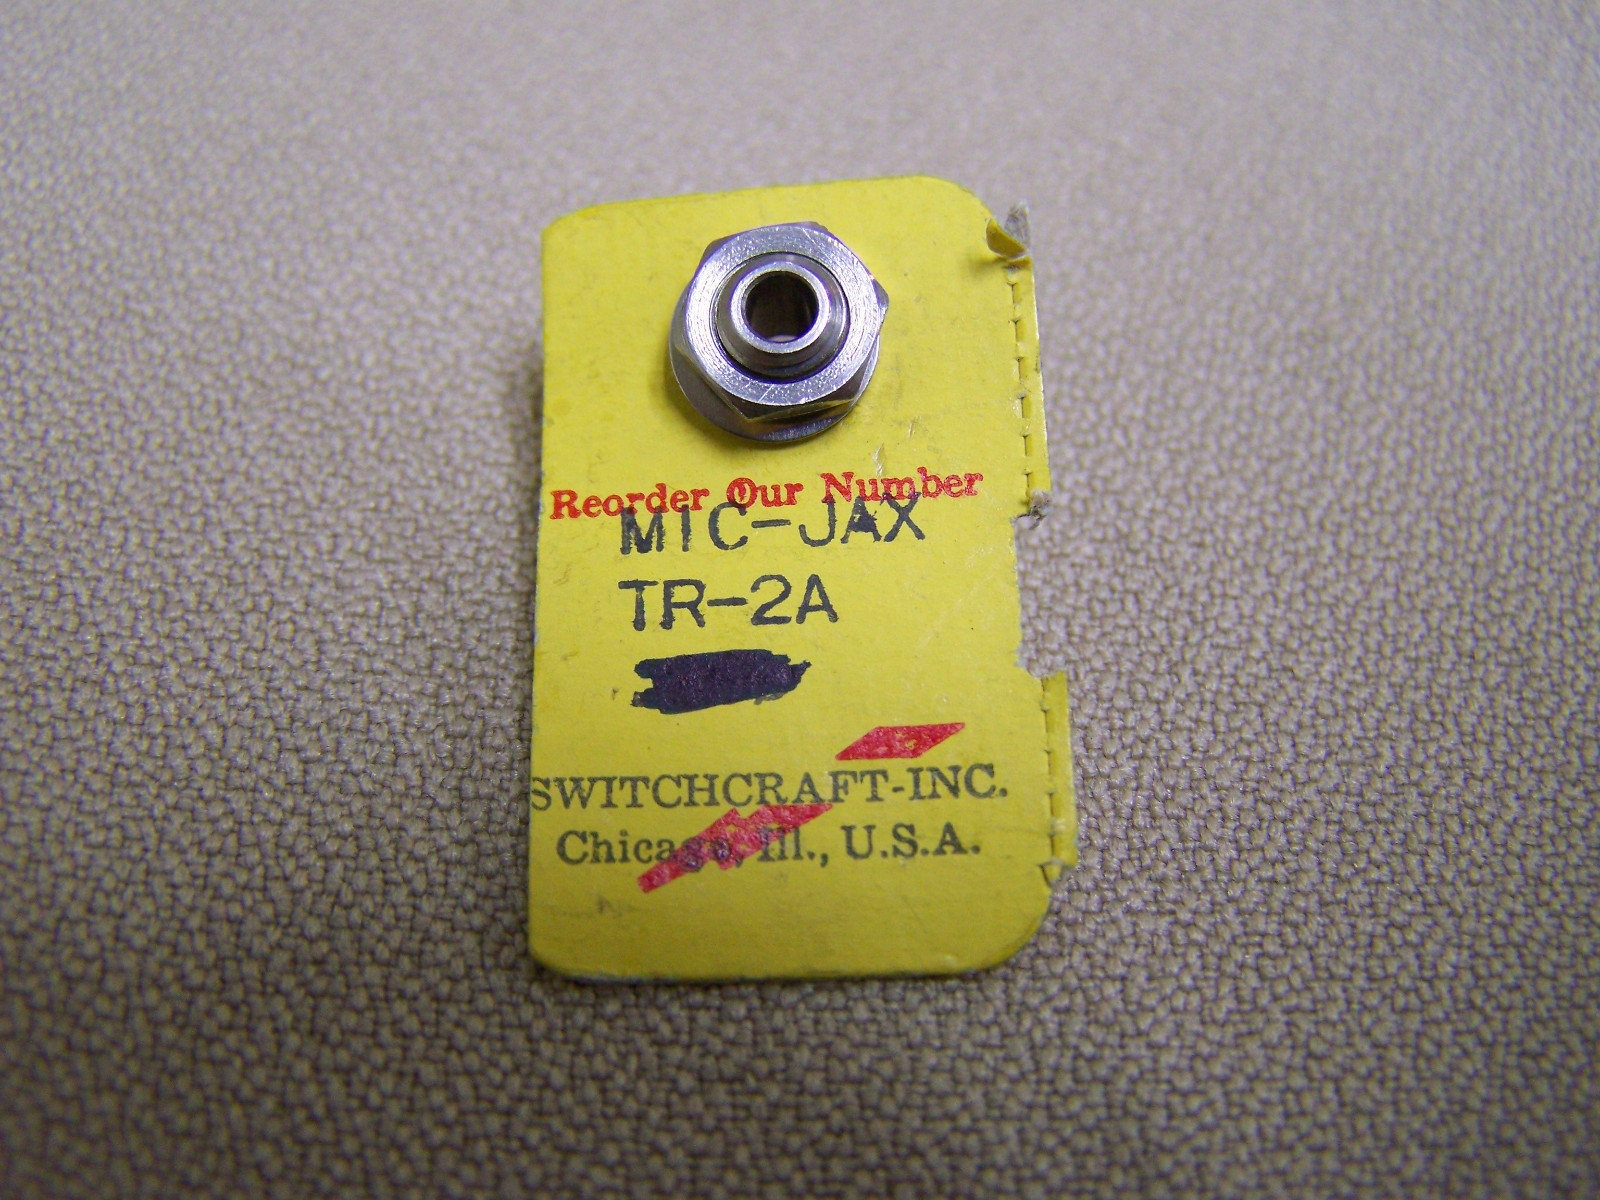 Reorder Our Number
MIC-JAX
TR-2A
SWITCHCRAFT-INC.
Chicago, Ill., U.S.A.